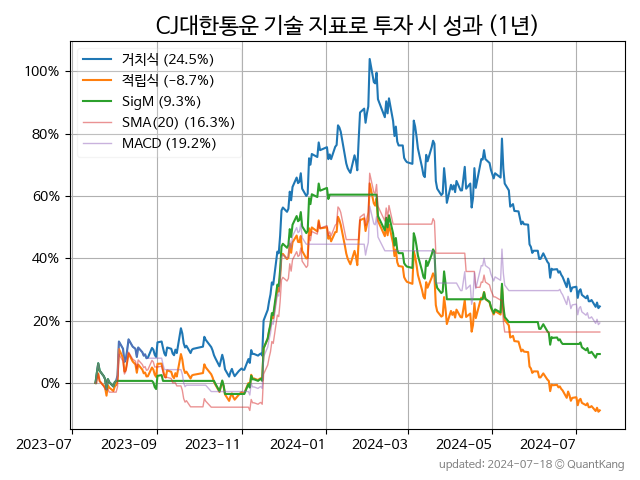 CJ대한통운 기술 지표로 투자 시 성과 (1년)
거치식 (24.5%)
적립식 (-8.7%)
SigM (9.3%)
SMA(20) (16.3%)
MACD (19.2%)
100%
80%
60%
40%
20%
0%
2023-07 2023-09 2023-11 2024-01 2024-03 2024-05 2024-07
updated: 2024-07-18 © QuantKang